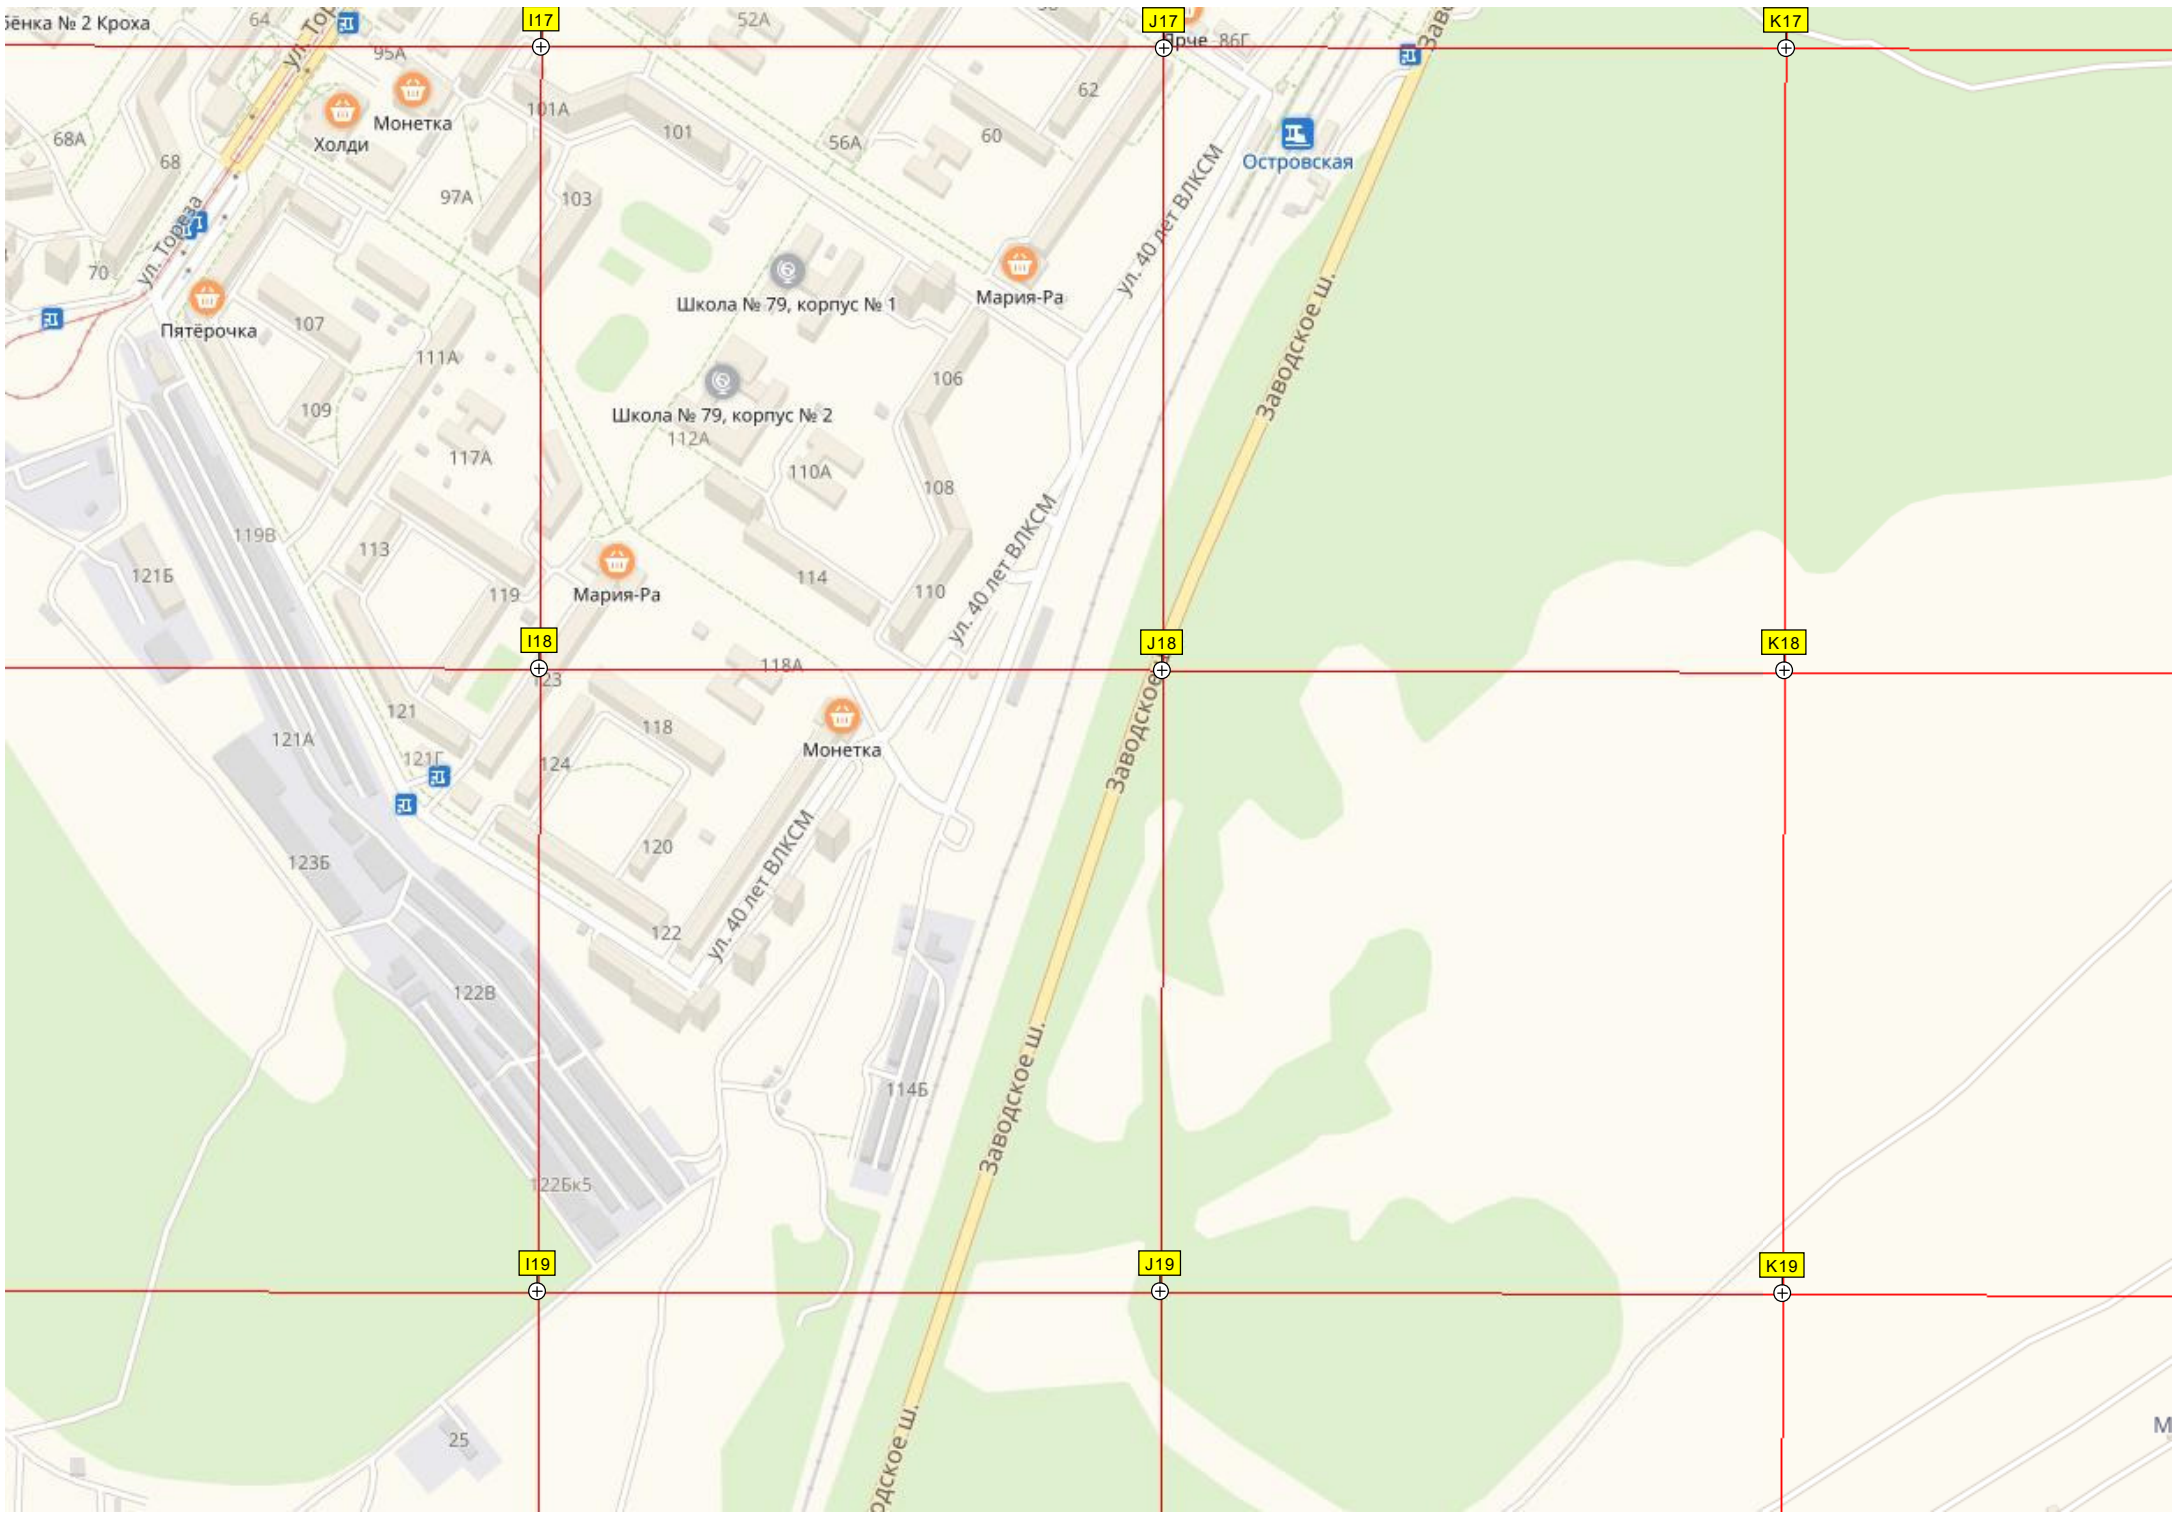 бёнка № 2 Кроха
64
ул. Тор
I17
52А
J17
Ярче
86Г
Заво
K17
95А
Холди
Монетка
101А
101
56А
60
62
68А
68
97А
103
Островская
ул. 40 лет ВЛКСМ
ул. Тореза
70
Школа № 79, корпус № 1
Мария-Ра
Заводское ш.
Пятёрочка
107
111А
109
117А
106
Школа № 79, корпус № 2
112А
110А
108
119В
113
121Б
119
Мария-Ра
114
110
ул. 40 лет ВЛКСМ
I18
J18
K18
123
118А
121
118
Монетка
Заводское
121А
121Г
124
123Б
120
ул. 40 лет ВЛКСМ
122
122В
114Б
Заводское ш.
122Бк5
I19
J19
K19
25
одское ш.
М